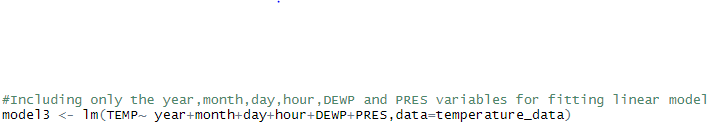 #Including only the year,month,day,hour,DEWP and PRES variables for fitting linear model
model3 <- lm(TEMP~ year+month+day+hour+DEWP+PRES,data=temperature_data)